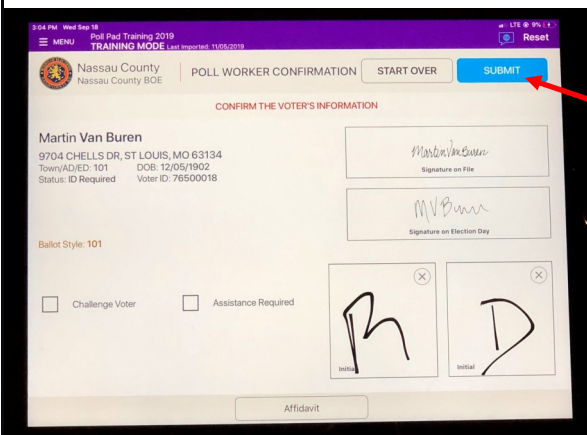 3:04 PM Wed Sep 18
LTE 9%
MENU
Poll Pad Training 2019
TRAINING MODE Last Imported: 11/05/2019
Reset
Nassau County
Nassau County BOE
POLL WORKER CONFIRMATION
START OVER
SUBMIT
CONFIRM THE VOTER'S INFORMATION
Martin Van Buren
9704 CHELLS DR, ST LOUIS, MO 63134
Town/AD/ED: 101 DOB: 12/05/1902
Status: ID Required Voter ID: 76500018
Martin Van Buren
Signature on File
MV Buren
Signature on Election Day
Ballot Style: 101
Challenge Voter
Assistance Required
R
Initial
D
Initial
Affidavit